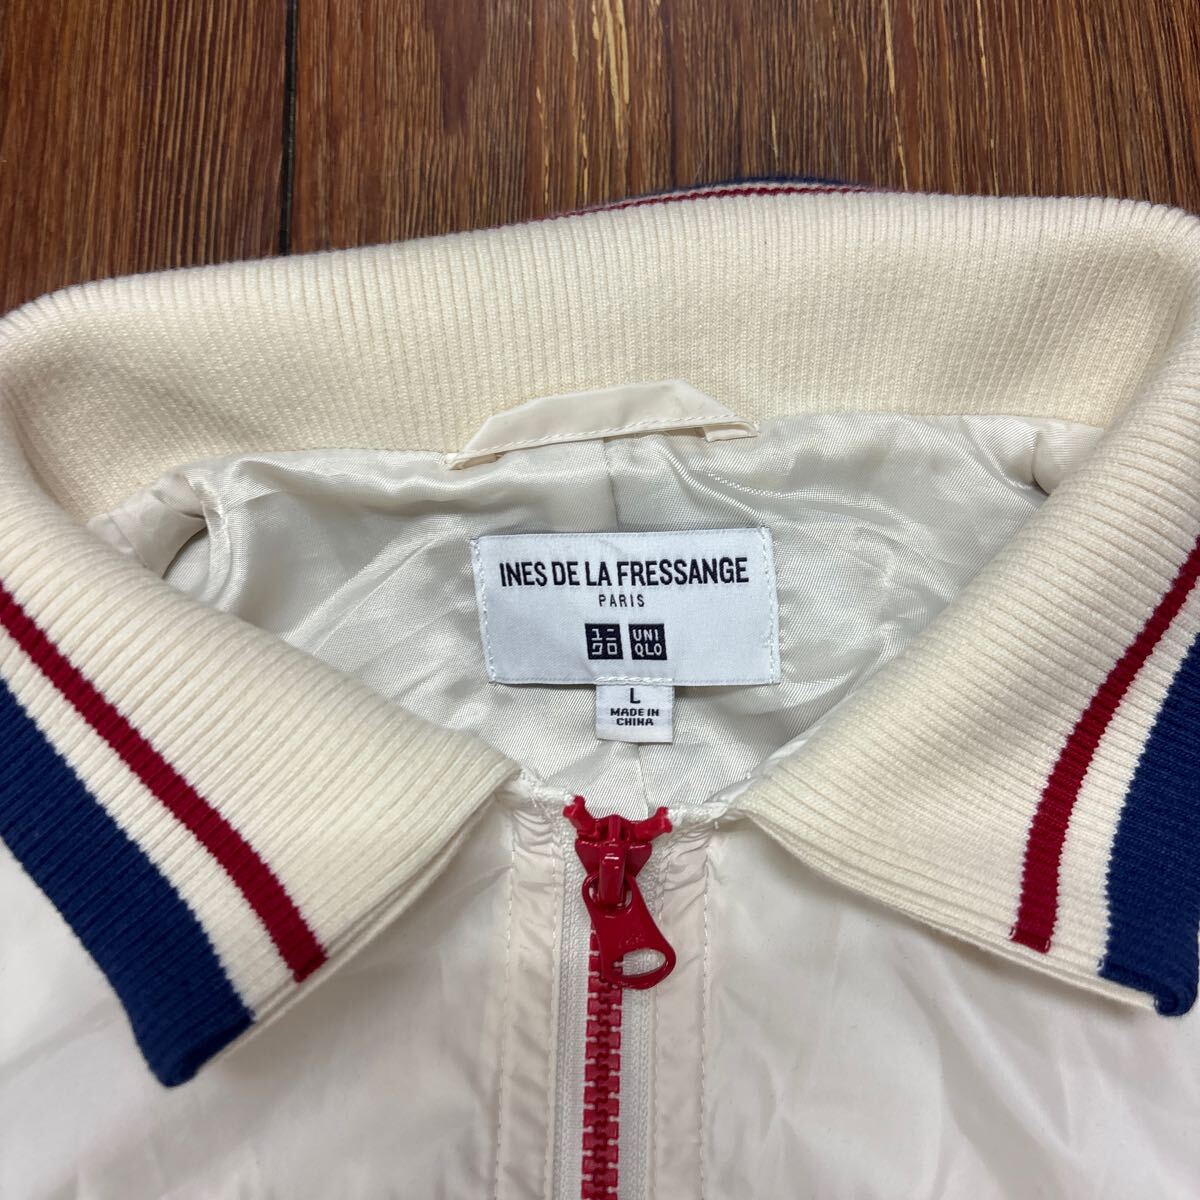 INES DE LA FRESSANGE
PARIS
ユニ UNI
クロ QLO
L
MADE IN
CHINA